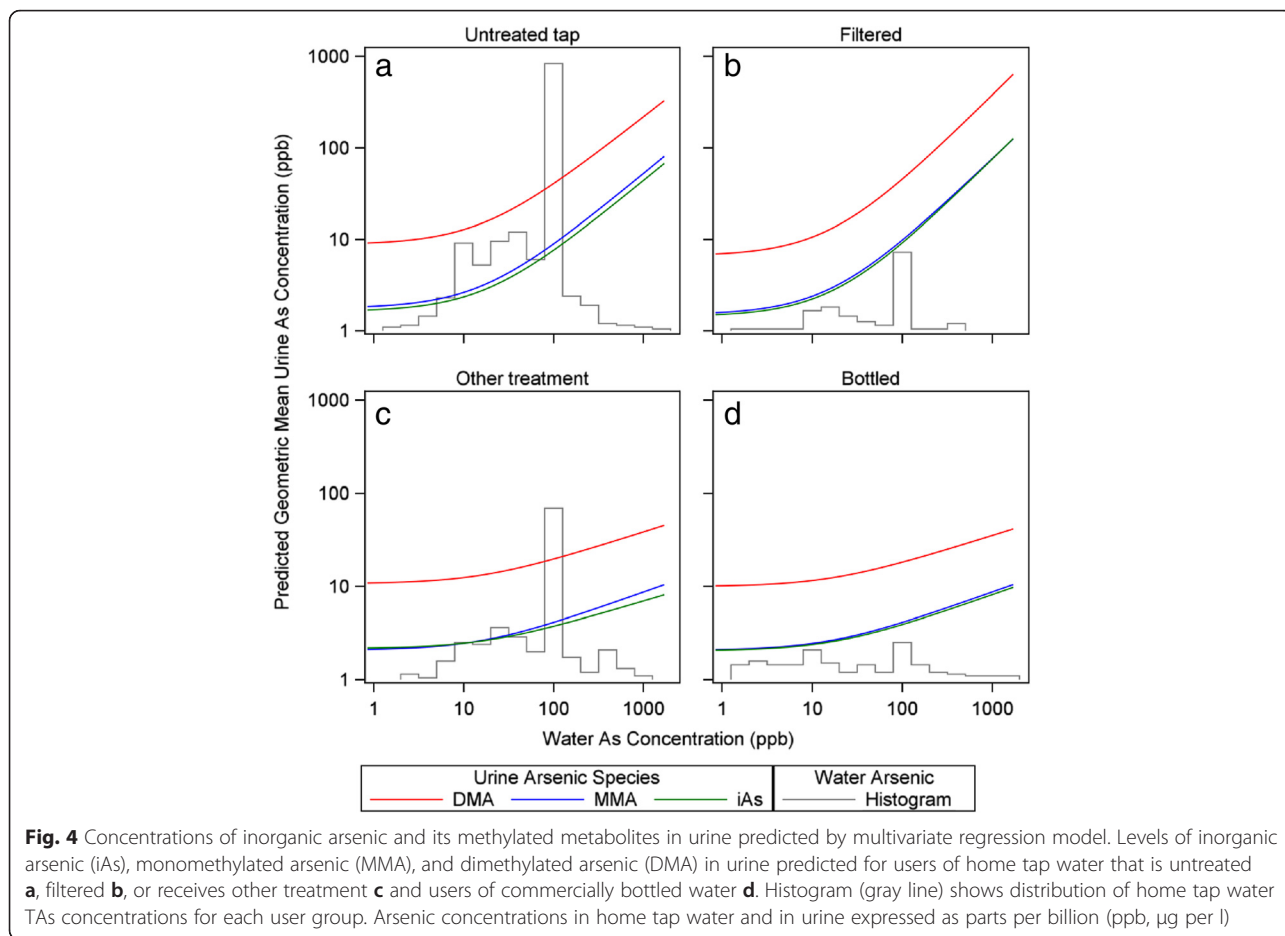 Untreated tap
Filtered
a
b
1000
100
10
1
Other treatment
Bottled
c
d
1000
100
10
1
1 10 100 1000 1 10 100 1000
Predicted Geometric Mean Urine As Concentration (ppb)
Water As Concentration (ppb)
Urine Arsenic Species Water Arsenic
DMA MMA iAs Histogram
Fig. 4 Concentrations of inorganic arsenic and its methylated metabolites in urine predicted by multivariate regression model. Levels of inorganic
arsenic (iAs), monomethylated arsenic (MMA), and dimethylated arsenic (DMA) in urine predicted for users of home tap water that is untreated
a, filtered b, or receives other treatment c and users of commercially bottled water d. Histogram (gray line) shows distribution of home tap water
TAs concentrations for each user group. Arsenic concentrations in home tap water and in urine expressed as parts per billion (ppb, μg per l)